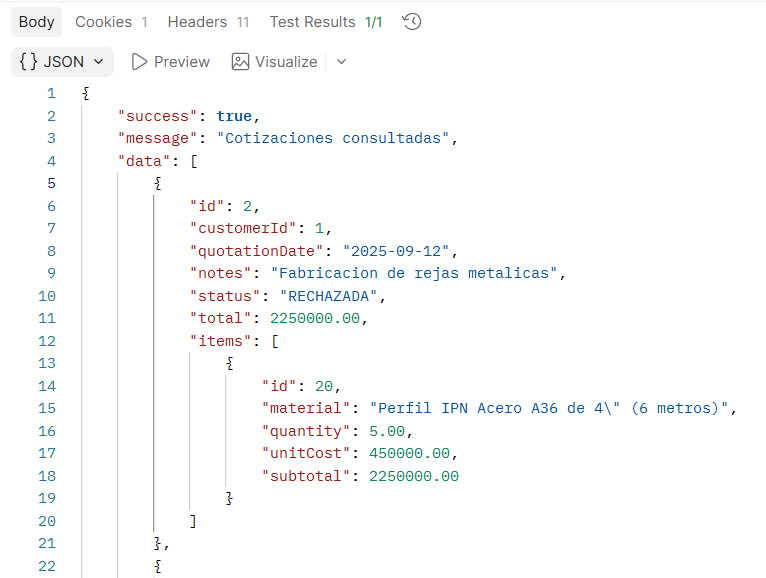 Body Cookies 1 Headers 11 Test Results 1/1
{} JSON Preview Visualize
1 {
2 "success": true,
3 "message": "Cotizaciones consultadas",
4 "data": [
5 {
6 "id": 2,
7 "customerId": 1,
8 "quotationDate": "2025-09-12",
9 "notes": "Fabricacion de rejas metalicas",
10 "status": "RECHAZADA",
11 "total": 2250000.00,
12 "items": [
13 {
14 "id": 20,
15 "material": "Perfil IPN Acero A36 de 4\" (6 metros)",
16 "quantity": 5.00,
17 "unitCost": 450000.00,
18 "subtotal": 2250000.00
19 }
20 ]
21 },
22 {